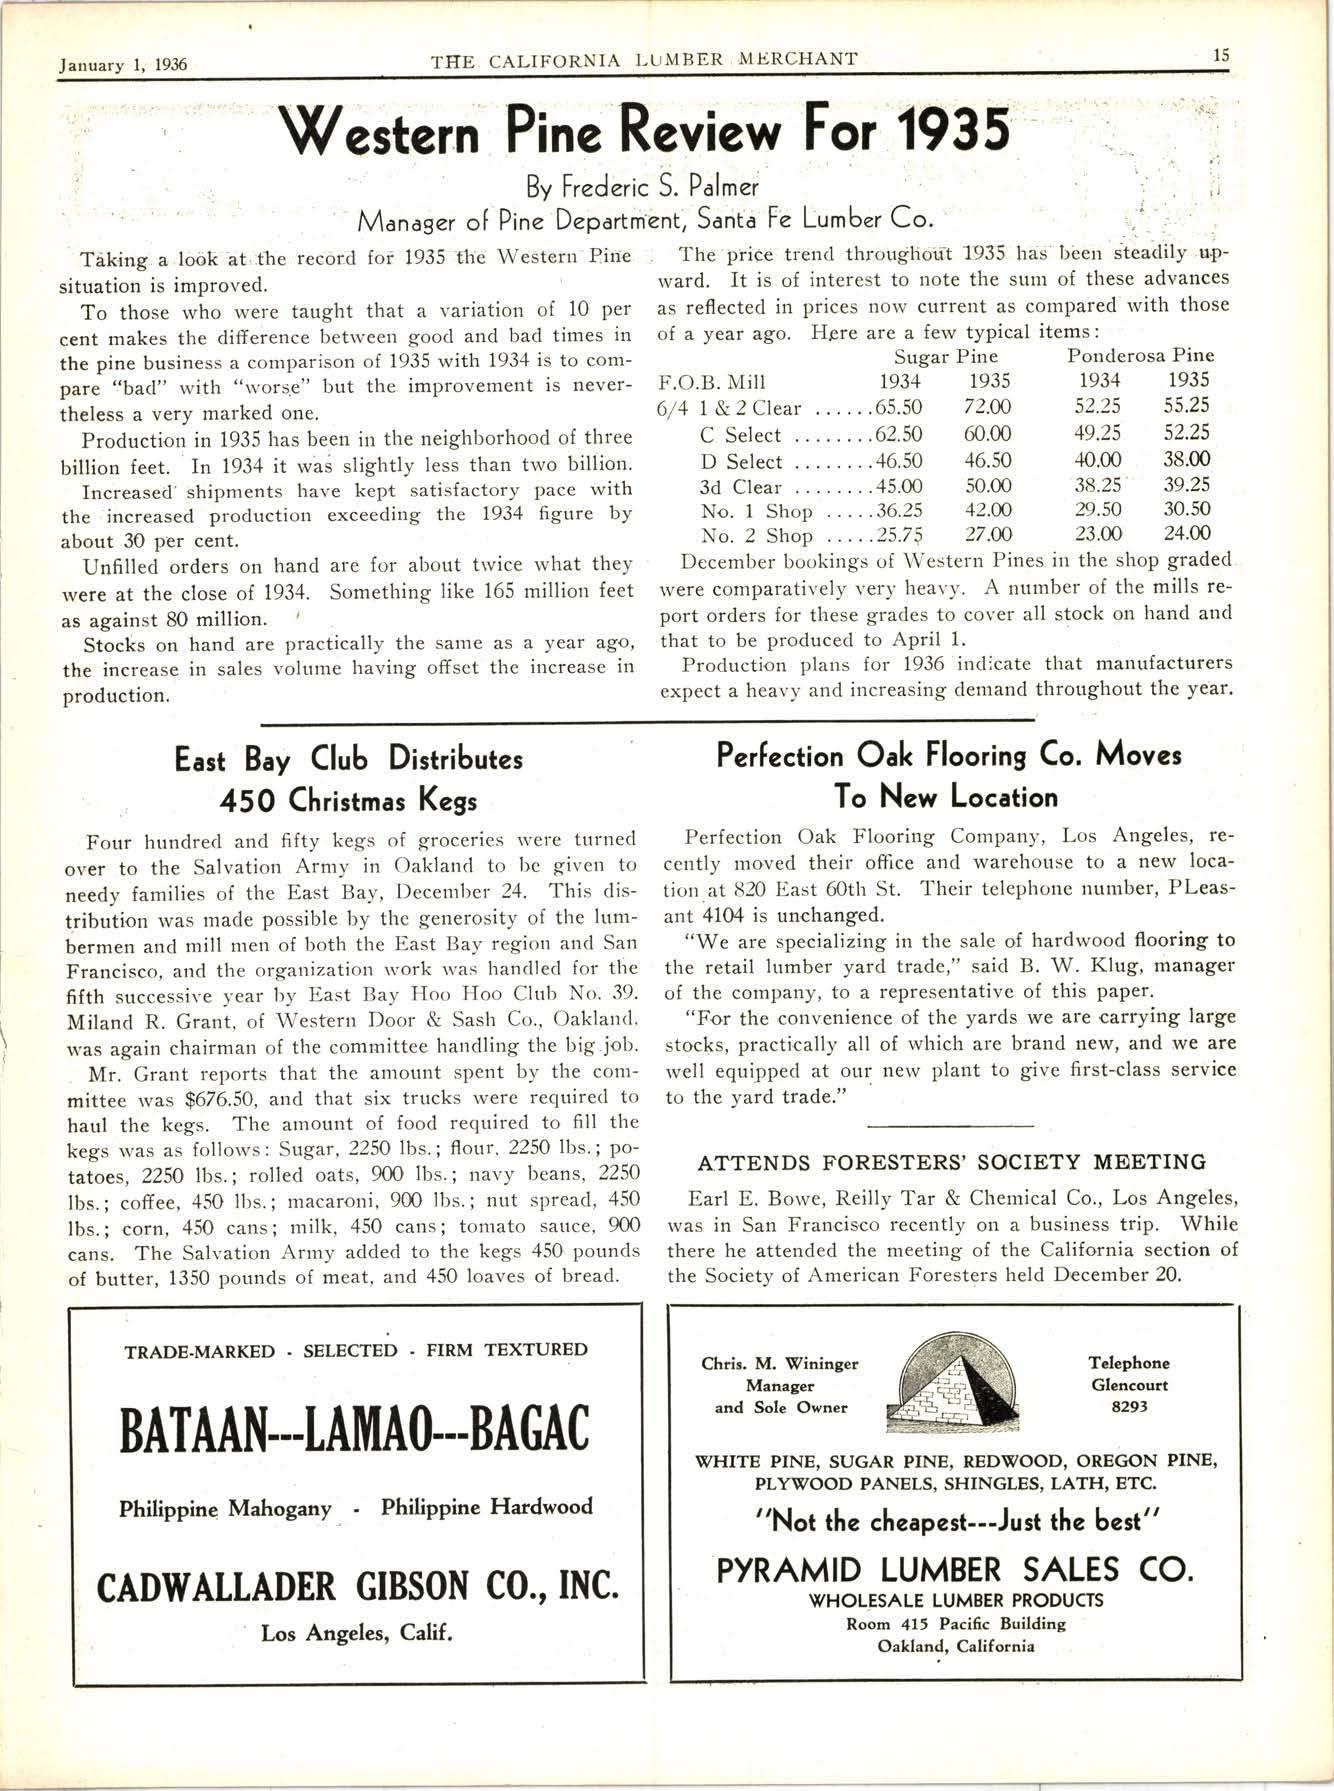 January 1, 1936
THE CALIFORNIA LUMBER MERCHANT
15
Western Pine Review For 1935
By Frederic S. Palmer
Manager of Pine Department, Santa Fe Lumber Co.
Taking a look at the record for 1935 the Western Pine
situation is improved.
To those who were taught that a variation of 10 per
cent makes the difference between good and bad times in
the pine business a comparison of 1935 with 1934 is to com-
pare "bad" with "worse" but the improvement is never-
theless a very marked one.
Production in 1935 has been in the neighborhood of three
billion feet. In 1934 it was slightly less than two billion.
Increased shipments have kept satisfactory pace with
the increased production exceeding the 1934 figure by
about 30 per cent.
Unfilled orders on hand are for about twice what they
were at the close of 1934. Something like 165 million feet
as against 80 million.
Stocks on hand are practically the same as a year ago,
the increase in sales volume having offset the increase in
production.
The price trend throughout 1935 has been steadily up-
ward. It is of interest to note the sum of these advances
as reflected in prices now current as compared with those
of a year ago. Here are a few typical items:
Sugar Pine Ponderosa Pine
F.O.B. Mill 1934 1935 1934 1935
6/4 1 & 2 Clear ......65.50 72.00 52.25 55.25
C Select ........62.50 60.00 49.25 52.25
D Select ........46.50 46.50 40.00 38.00
3d Clear ........45.00 50.00 38.25 39.25
No. 1 Shop .....36.25 42.00 29.50 30.50
No. 2 Shop .....25.75 27.00 23.00 24.00
December bookings of Western Pines in the shop graded
were comparatively very heavy. A number of the mills re-
port orders for these grades to cover all stock on hand and
that to be produced to April 1.
Production plans for 1936 indicate that manufacturers
expect a heavy and increasing demand throughout the year.
East Bay Club Distributes
450 Christmas Kegs
Four hundred and fifty kegs of groceries were turned
over to the Salvation Army in Oakland to be given to
needy families of the East Bay, December 24. This dis-
tribution was made possible by the generosity of the lum-
bermen and mill men of both the East Bay region and San
Francisco, and the organization work was handled for the
fifth successive year by East Bay Hoo Hoo Club No. 39.
Miland R. Grant, of Western Door & Sash Co., Oakland,
was again chairman of the committee handling the big job.
Mr. Grant reports that the amount spent by the com-
mittee was $676.50, and that six trucks were required to
haul the kegs. The amount of food required to fill the
kegs was as follows: Sugar, 2250 lbs.; flour, 2250 lbs.; po-
tatoes, 2250 lbs.; rolled oats, 900 lbs.; navy beans, 2250
lbs.; coffee, 450 lbs.; macaroni, 900 lbs.; nut spread, 450
lbs.; corn, 450 cans; milk, 450 cans; tomato sauce, 900
cans. The Salvation Army added to the kegs 450 pounds
of butter, 1350 pounds of meat, and 450 loaves of bread.
Perfection Oak Flooring Co. Moves
To New Location
Perfection Oak Flooring Company, Los Angeles, re-
cently moved their office and warehouse to a new loca-
tion at 820 East 60th St. Their telephone number, PLeas-
ant 4104 is unchanged.
"We are specializing in the sale of hardwood flooring to
the retail lumber yard trade," said B. W. Klug, manager
of the company, to a representative of this paper.
"For the convenience of the yards we are carrying large
stocks, practically all of which are brand new, and we are
well equipped at our new plant to give first-class service
to the yard trade."
ATTENDS FORESTERS' SOCIETY MEETING
Earl E. Bowe, Reilly Tar & Chemical Co., Los Angeles,
was in San Francisco recently on a business trip. While
there he attended the meeting of the California section of
the Society of American Foresters held December 20.
TRADE-MARKED - SELECTED - FIRM TEXTURED
BATAAN---LAMAO---BAGAC
Philippine Mahogany - Philippine Hardwood
CADWALLADER GIBSON CO., INC.
Los Angeles, Calif.
Chris. M. Wininger
Manager
and Sole Owner
Telephone
Glencourt
8293
WHITE PINE, SUGAR PINE, REDWOOD, OREGON PINE,
PLYWOOD PANELS, SHINGLES, LATH, ETC.
"Not the cheapest---Just the best"
PYRAMID LUMBER SALES CO.
WHOLESALE LUMBER PRODUCTS
Room 415 Pacific Building
Oakland, California